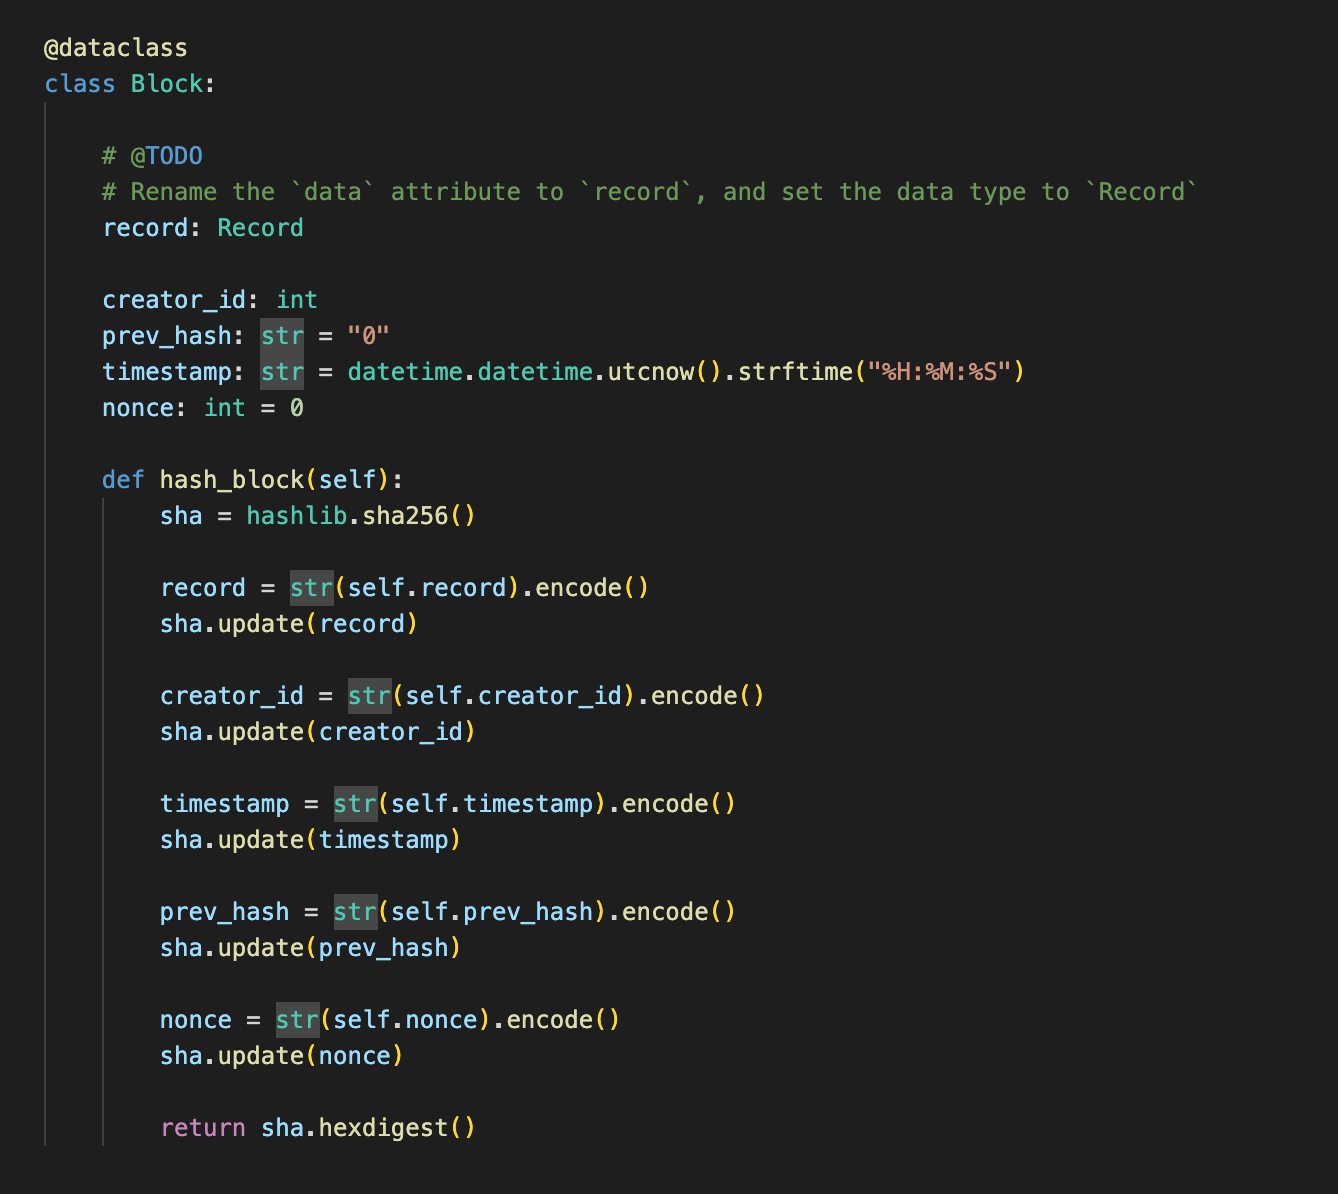 @dataclass
class Block:
# @TODO
# Rename the `data` attribute to `record`, and set the data type to `Record`
record: Record
creator_id: int
prev_hash: str = "0"
timestamp: str = datetime.datetime.utcnow().strftime("%H:%M:%S")
nonce: int = 0
def hash_block(self):
sha = hashlib.sha256()
record = str(self.record).encode()
sha.update(record)
creator_id = str(self.creator_id).encode()
sha.update(creator_id)
timestamp = str(self.timestamp).encode()
sha.update(timestamp)
prev_hash = str(self.prev_hash).encode()
sha.update(prev_hash)
nonce = str(self.nonce).encode()
sha.update(nonce)
return sha.hexdigest()